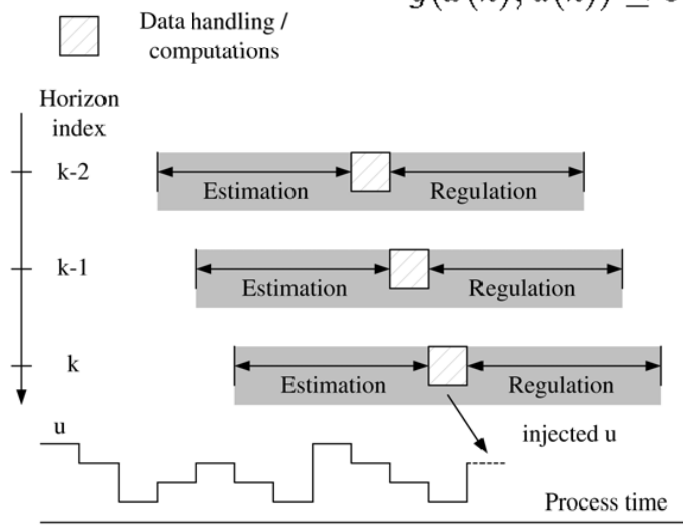 Data handling /
computations
Horizon
index
k-2
Estimation
Regulation
k-1
Estimation
Regulation
k
Estimation
Regulation
u
injected u
Process time